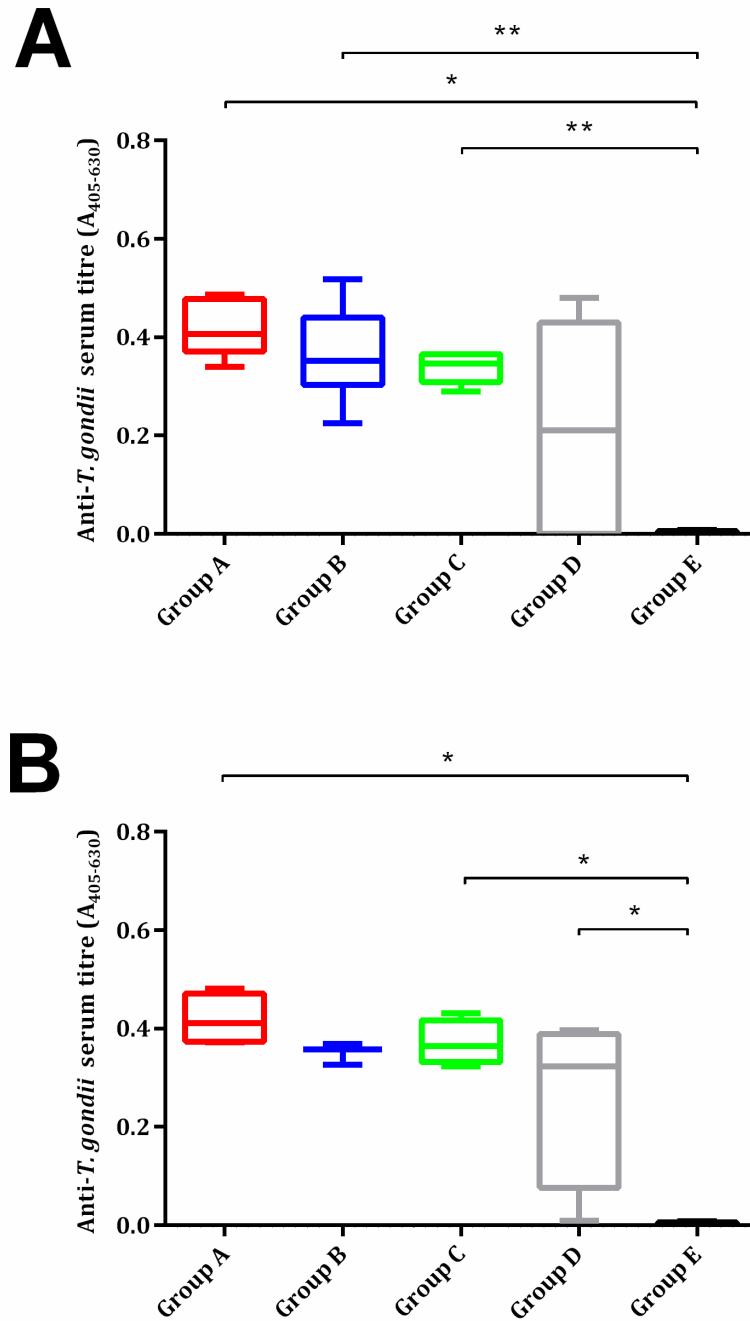 A
**
*
**
Anti-T. gondii serum titre (A405-630)
0.8
0.6
0.4
0.2
0.0
Group A
Group B
Group C
Group D
Group E
B
*
*
*
Anti-T. gondii serum titre (A405-630)
0.8
0.6
0.4
0.2
0.0
Group A
Group B
Group C
Group D
Group E